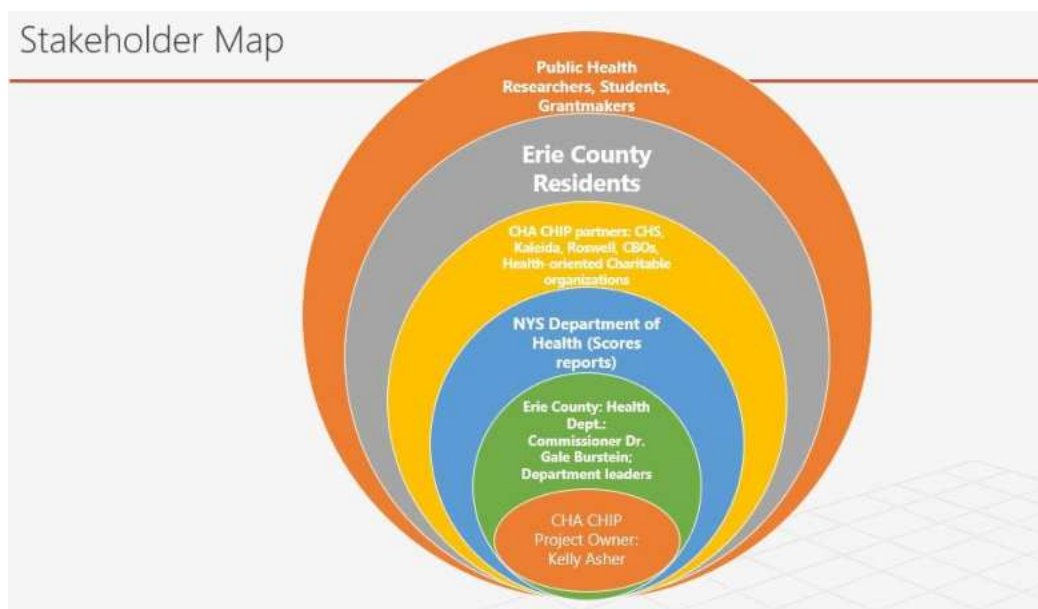 Stakeholder Map
Public Health
Researchers, Students,
Grantmakers
Erie County
Residents
CHA CHIP partners: CHS,
Kaleida, Roswell, CBOs,
Health-oriented Charitable
organizations
NYS Department of
Health (Scores
reports)
Erie County: Health
Dept.:
Commissioner Dr.
Gale Burstein;
Department leaders
CHA CHIP
Project Owner:
Kelly Asher